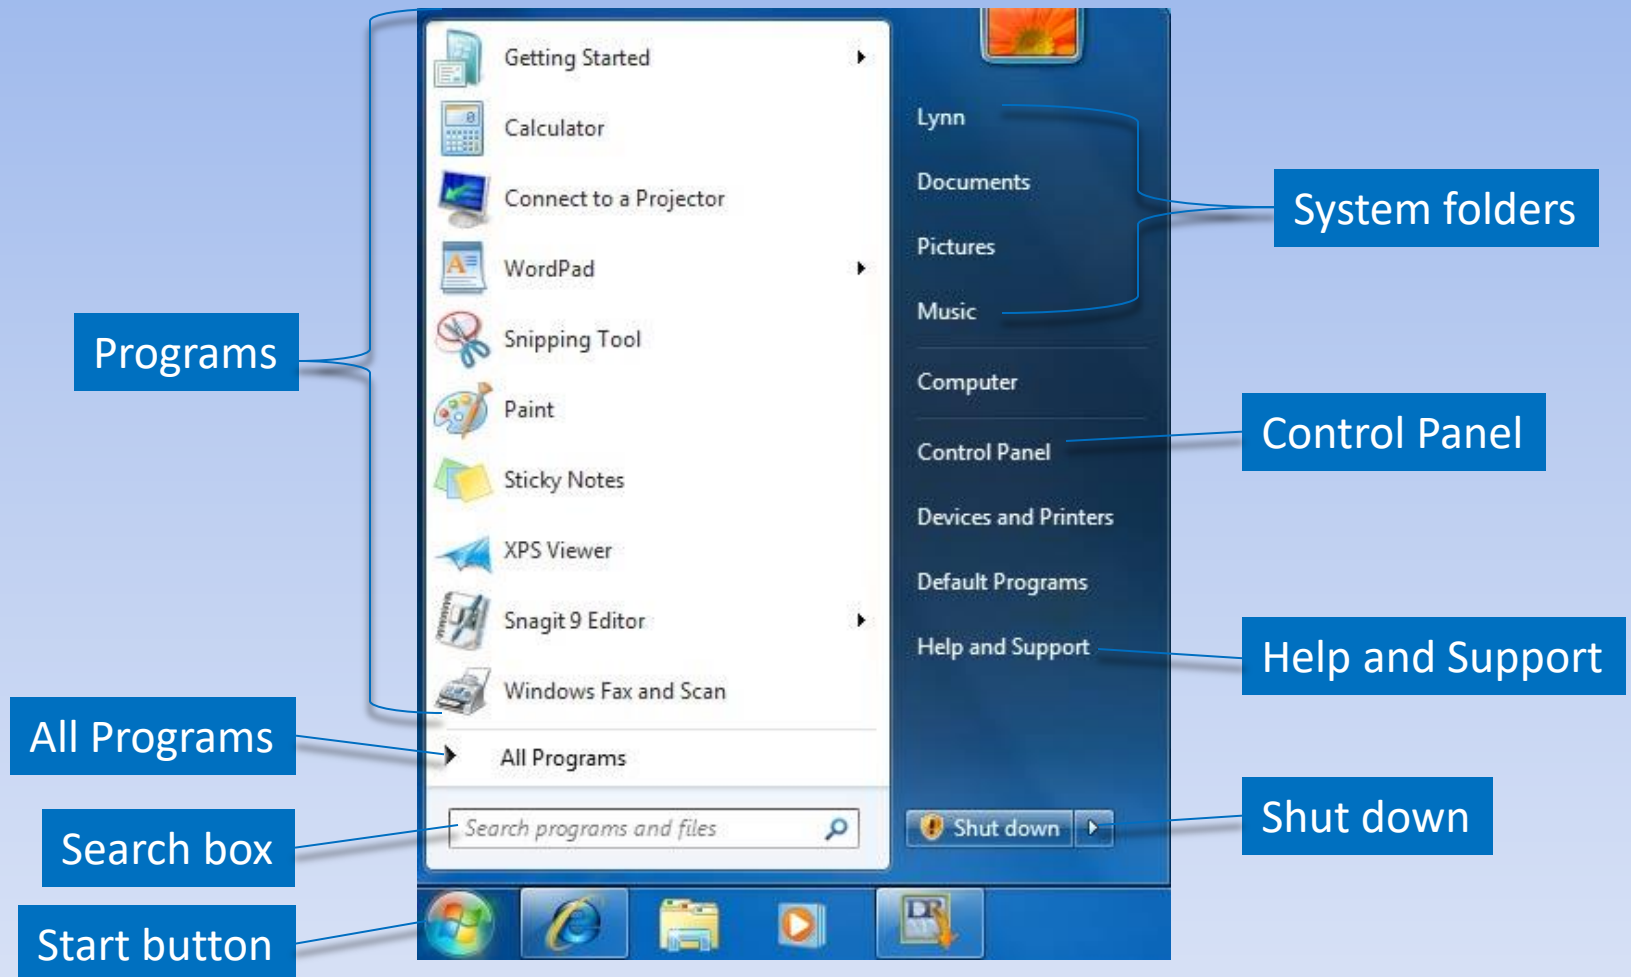 Getting Started
Calculator
Connect to a Projector
WordPad
Snipping Tool
Paint
Sticky Notes
XPS Viewer
Snagit 9 Editor
Windows Fax and Scan
All Programs
Search programs and files
Lynn
Documents
Pictures
Music
Computer
Control Panel
Devices and Printers
Default Programs
Help and Support
Shut down
DR
Programs
All Programs
Search box
Start button
System folders
Control Panel
Help and Support
Shut down